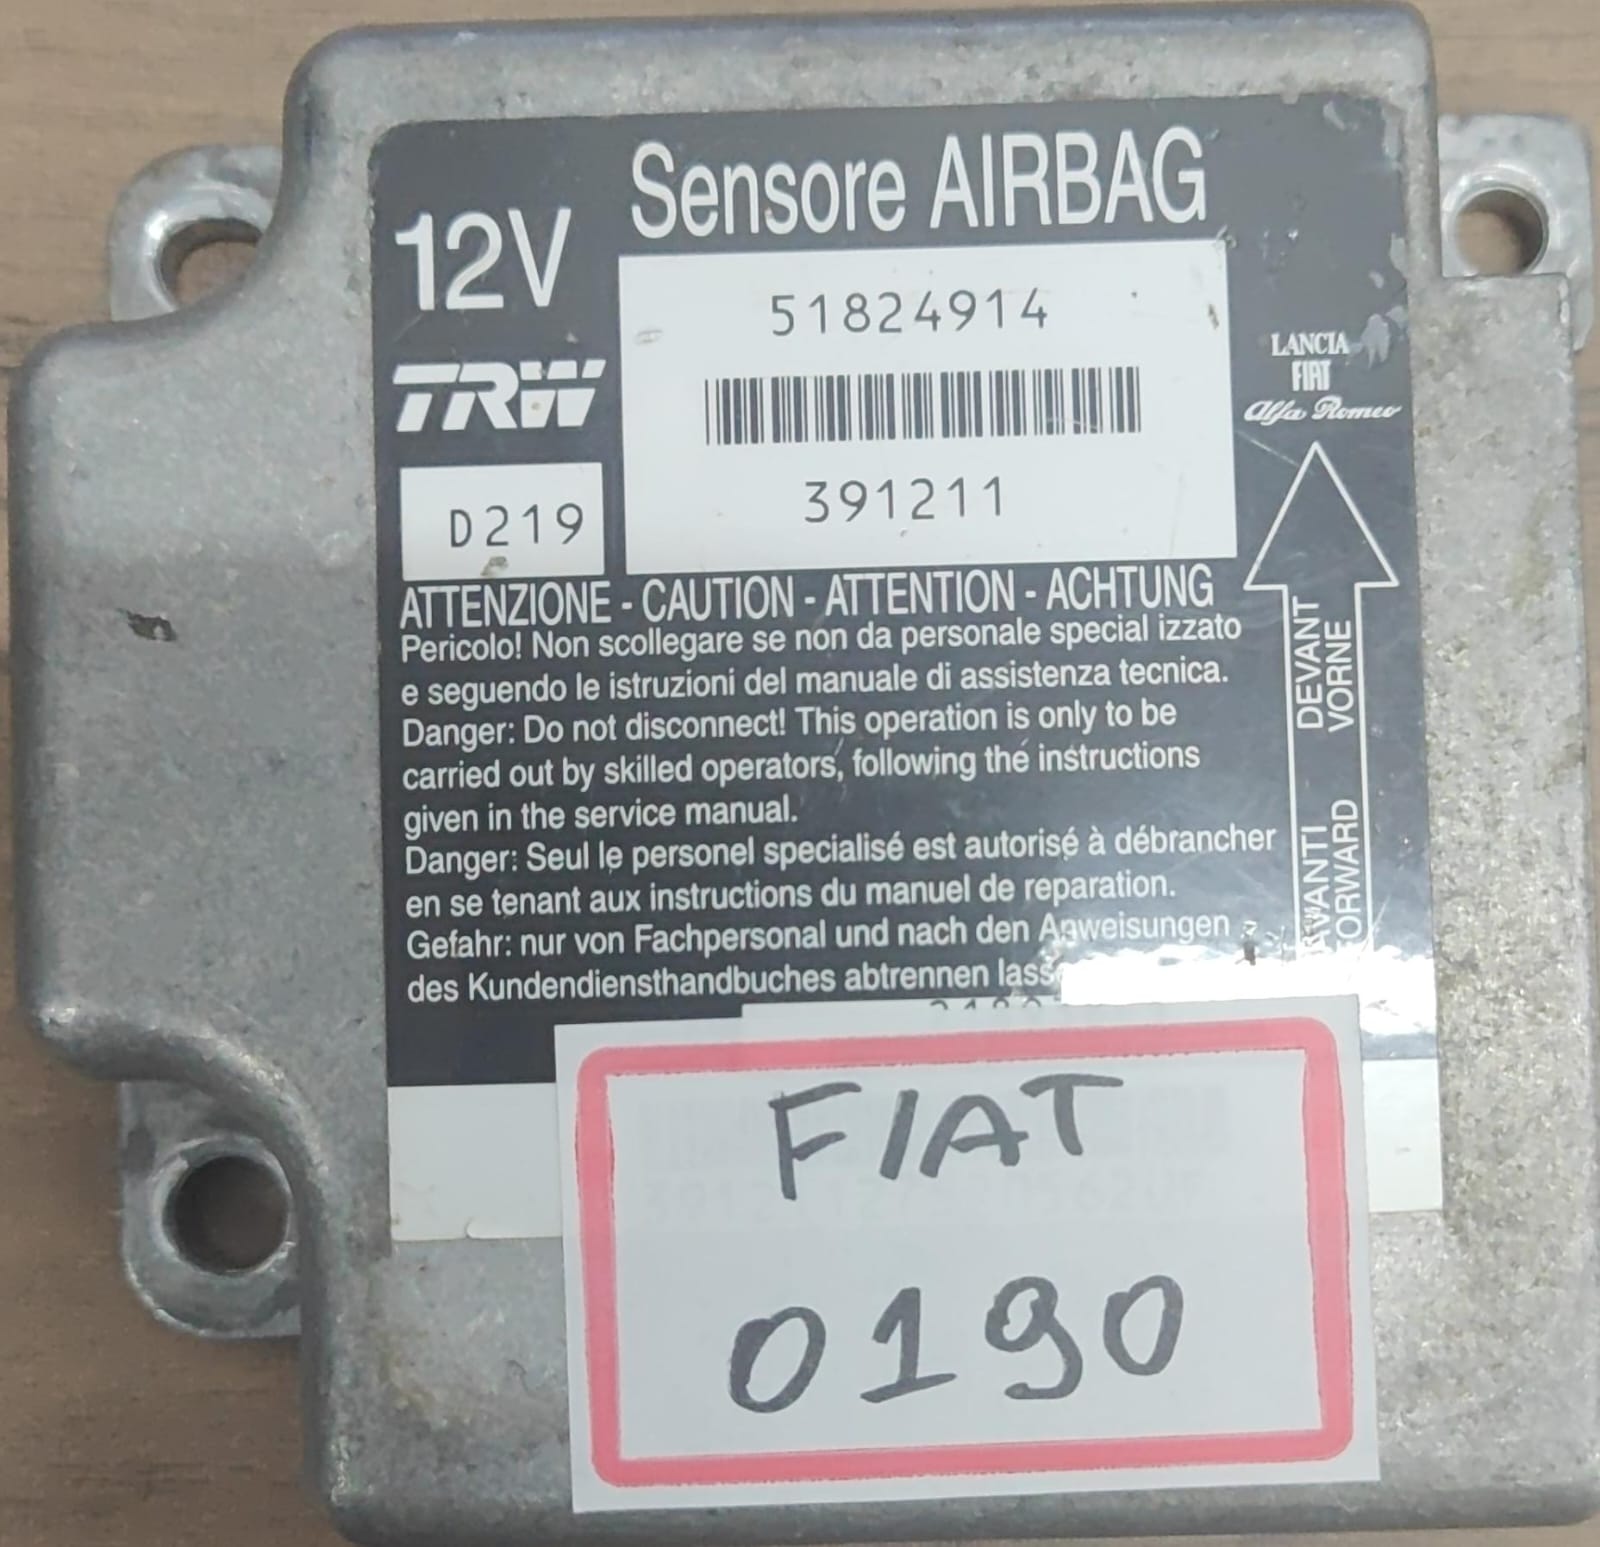 Sensore AIRBAG
12V
51824914
TRW
LANCIA
FIAT
Alfa Romeo
D219
391211
ATTENZIONE - CAUTION - ATTENTION - ACHTUNG
Pericolo! Non scollegare se non da personale special izzato
e seguendo le istruzioni del manuale di assistenza tecnica.
Danger: Do not disconnect! This operation is only to be
carried out by skilled operators, following the instructions
given in the service manual.
Danger: Seul le personel specialisé est autorisé à débrancher
en se tenant aux instructions du manuel de reparation.
Gefahr: nur von Fachpersonal und nach den Anweisungen
des Kundendiensthandbuches abtrennen lass
DEVANT
VORNE
AVANTI
FORWARD
FIAT
0190